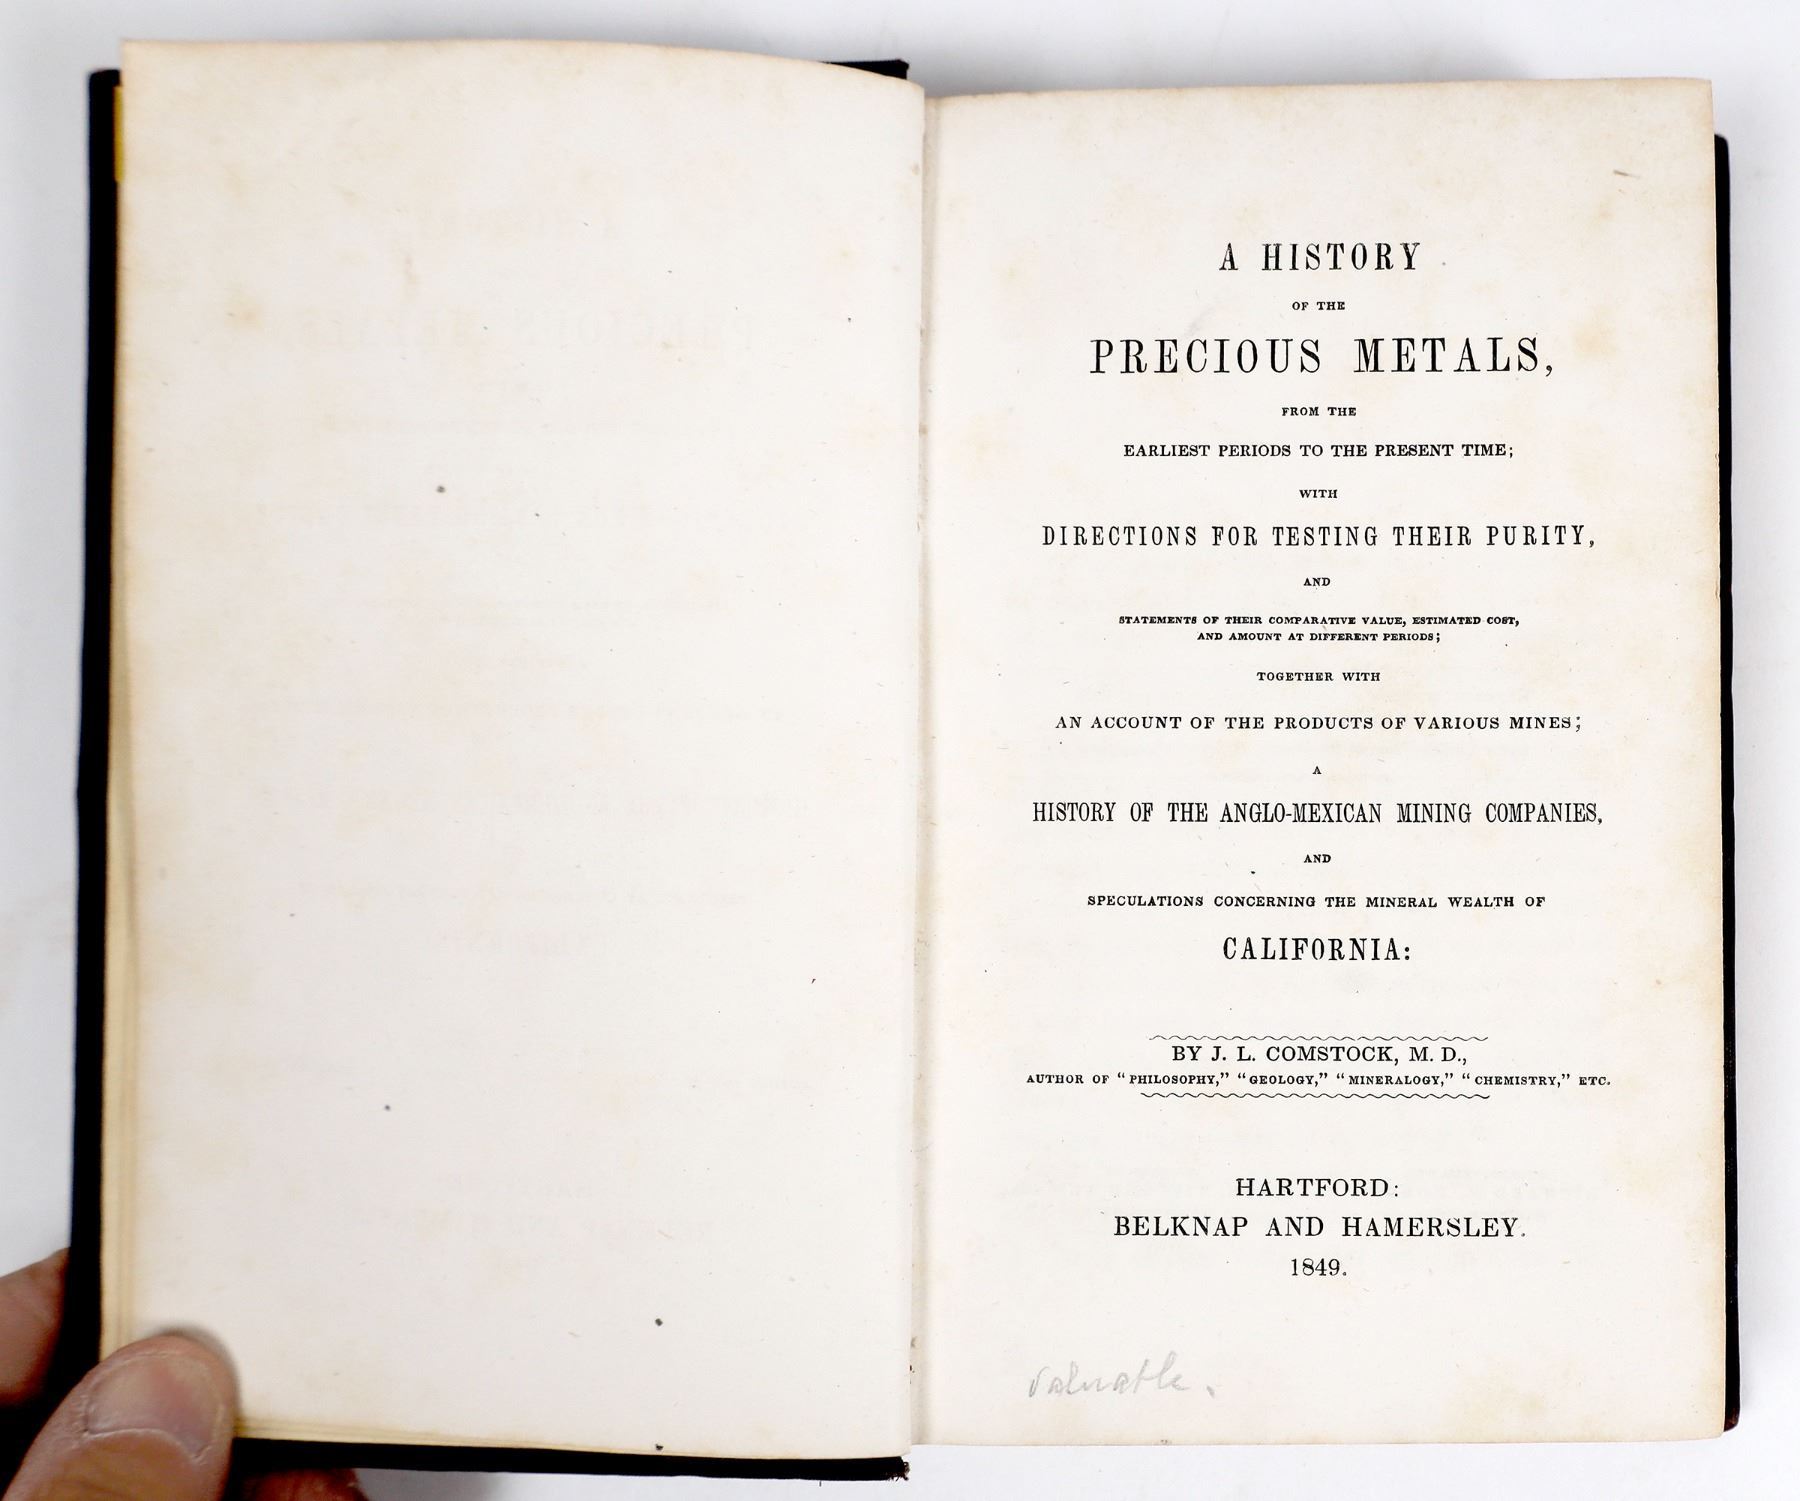 A HISTORY
OF THE
PRECIOUS METALS,
FROM THE
EARLIEST PERIODS TO THE PRESENT TIME;
WITH
DIRECTIONS FOR TESTING THEIR PURITY,
AND
STATEMENTS OF THEIR COMPARATIVE VALUE, ESTIMATED COST,
AND AMOUNT AT DIFFERENT PERIODS;
TOGETHER WITH
AN ACCOUNT OF THE PRODUCTS OF VARIOUS MINES;
A
HISTORY OF THE ANGLO-MEXICAN MINING COMPANIES,
AND
SPECULATIONS CONCERNING THE MINERAL WEALTH OF
CALIFORNIA:
BY J. L. COMSTOCK, M. D.,
AUTHOR OF "PHILOSOPHY," "GEOLOGY," "MINERALOGY," "CHEMISTRY," ETC.
HARTFORD:
BELKNAP AND HAMERSLEY.
1849.
Valuable.